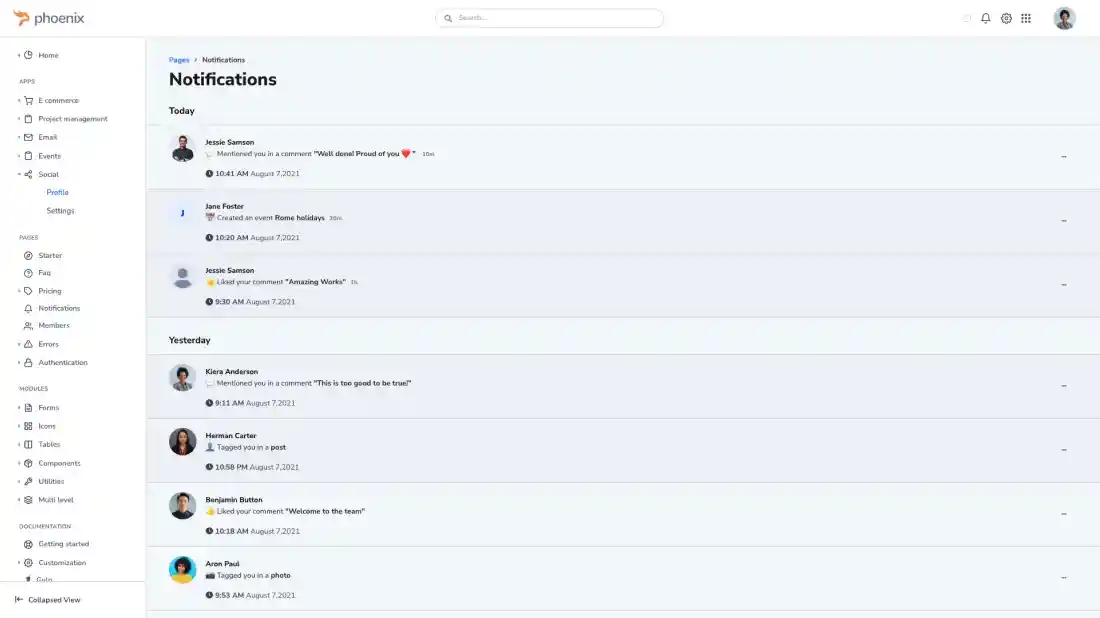 phoenix
Search...
Home
APPS
E commerce
Project management
Email
Events
Social
Profile
Settings
PAGES
Starter
Faq
Pricing
Notifications
Members
Errors
Authentication
MODULES
Forms
Icons
Tables
Components
Utilities
Multi level
DOCUMENTATION
Getting started
Customization
Gulp
Collapsed View
Pages › Notifications
Notifications
Today
Jessie Samson
Mentioned you in a comment "Well done! Proud of you ❤️ " 10m
10:41 AM August 7,2021
J
Jane Foster
Created an event Rome holidays 20m
10:20 AM August 7,2021
Jessie Samson
Liked your comment "Amazing Works" 1h
9:30 AM August 7,2021
Yesterday
Kiera Anderson
Mentioned you in a comment "This is too good to be true!"
9:11 AM August 7,2021
Herman Carter
Tagged you in a post
10:58 PM August 7,2021
Benjamin Button
Liked your comment "Welcome to the team"
10:18 AM August 7,2021
Aron Paul
Tagged you in a photo
9:53 AM August 7,2021